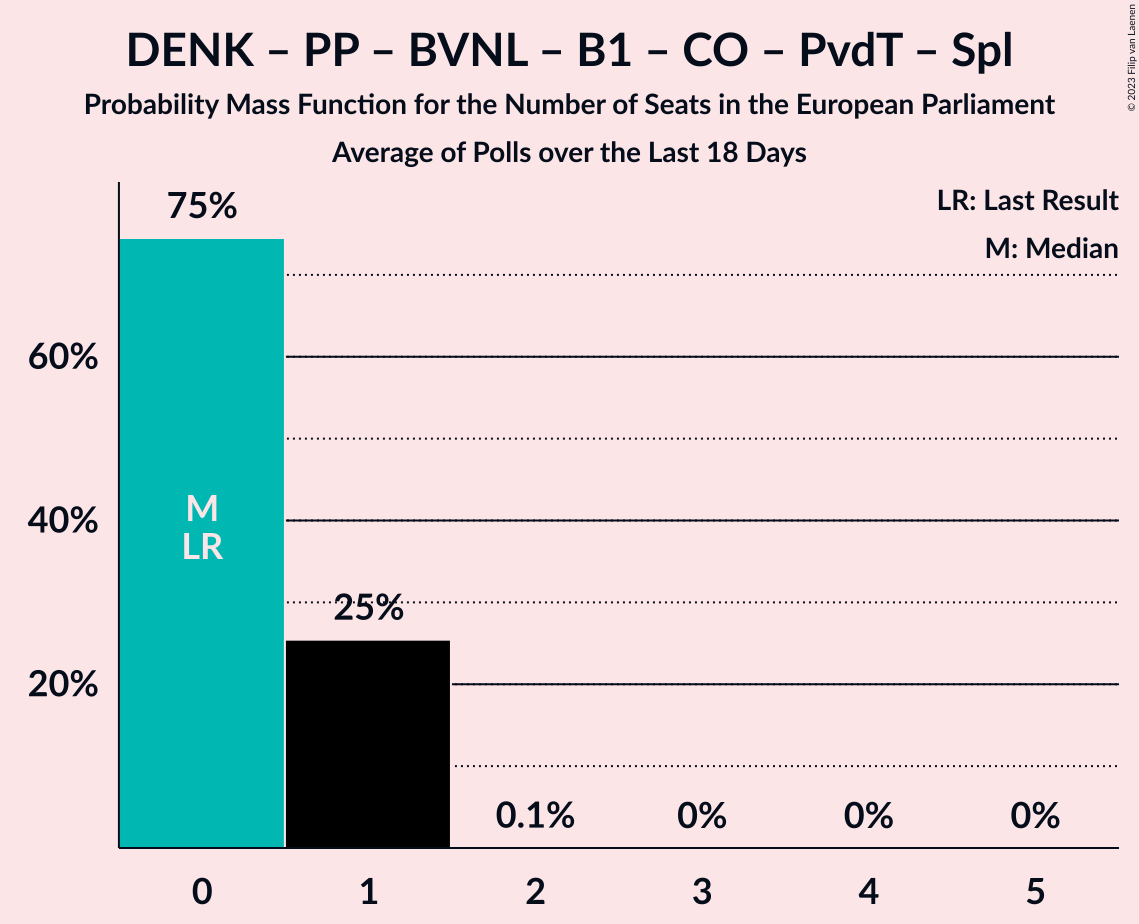 DENK – PP – BVNL – B1 – CO – PvdT – Spl
Probability Mass Function for the Number of Seats in the European Parliament
Average of Polls over the Last 18 Days
© 2023 Filip van Laenen
LR: Last Result
M: Median
75%
60%
40%
20%
M
LR
25%
0.1%
0%
0%
0%
0
1
2
3
4
5